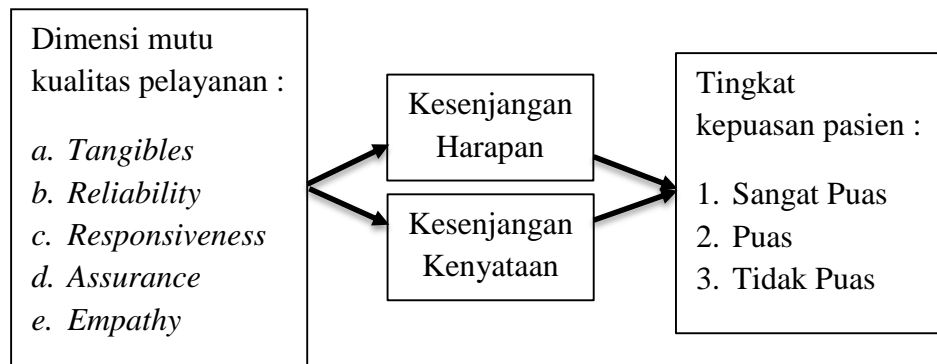 Dimensi mutu
kualitas pelayanan :
a. Tangibles
b. Reliability
c. Responsiveness
d. Assurance
e. Empathy
Kesenjangan
Harapan
Kesenjangan
Kenyataan
Tingkat
kepuasan pasien :
1. Sangat Puas
2. Puas
3. Tidak Puas